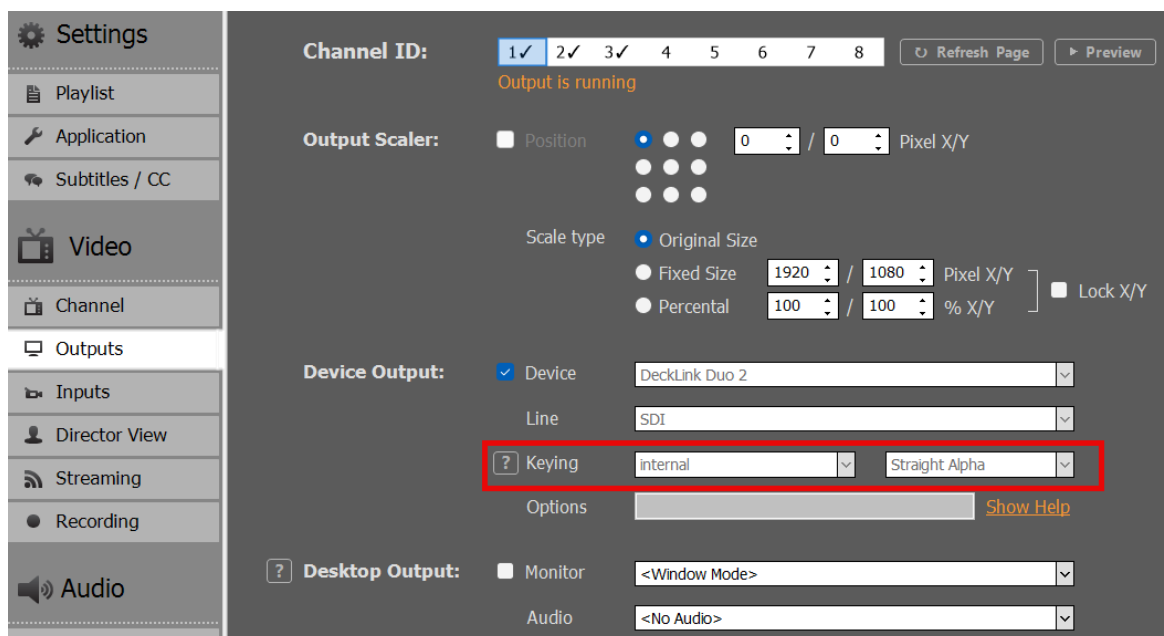 Settings
Playlist
Application
Subtitles / CC
Video
Channel
Outputs
Inputs
Director View
Streaming
Recording
Audio
Channel ID: 1✓ 2✓ 3✓ 4 5 6 7 8 Refresh Page Preview
Output is running
Output Scaler: Position 0 / 0 Pixel X/Y
Scale type Original Size
Fixed Size 1920 / 1080 Pixel X/Y
Lock X/Y
Percental 100 / 100 % X/Y
Device Output: Device DeckLink Duo 2
Line SDI
? Keying internal Straight Alpha
Options Show Help
? Desktop Output: Monitor <Window Mode>
Audio <No Audio>